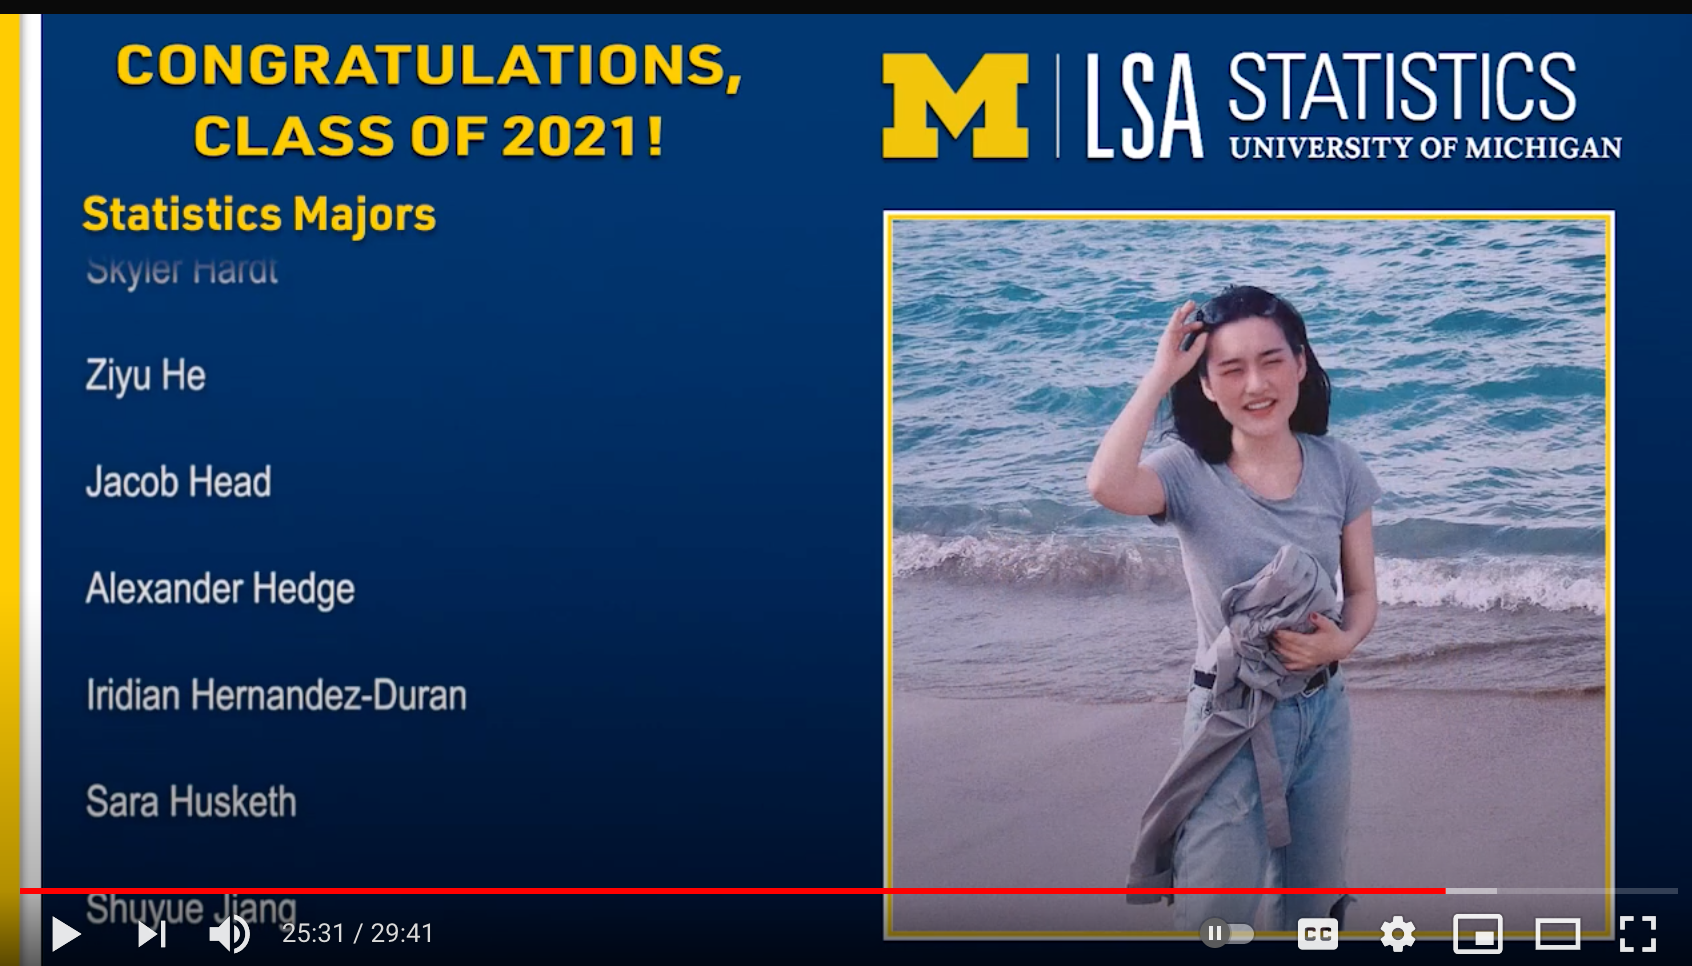 CONGRATULATIONS,
CLASS OF 2021!
M LSA STATISTICS
UNIVERSITY OF MICHIGAN
Statistics Majors
Skyler Hardt
Ziyu He
Jacob Head
Alexander Hedge
Iridian Hernandez-Duran
Sara Husketh
Shuyue Jiang
25:31 / 29:41
CC